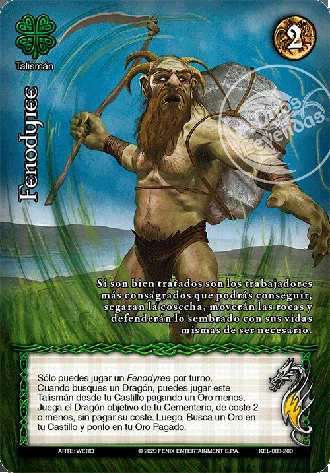 2
Talismán
Fenodyree
Mitos y Leyendas
Si son bien tratados son los trabajadores
más consagrados que podrás conseguir,
segarán la cosecha, moverán las rocas y
defenderán lo sembrado con sus vidas
mismas de ser necesario.
Sólo puedes jugar un Fenodyree por turno.
Cuando busques un Dragón, puedes jugar este
Talismán desde tu Castillo pagando un Oro menos.
Juega el Dragón objetivo de tu Cementerio, de coste 2
o menos, sin pagar su coste. Luego, Busca un Oro en
tu Castillo y ponlo en tu Oro Pagado.
© 2020 FENIX ENTERTAINMENT S.P.A.